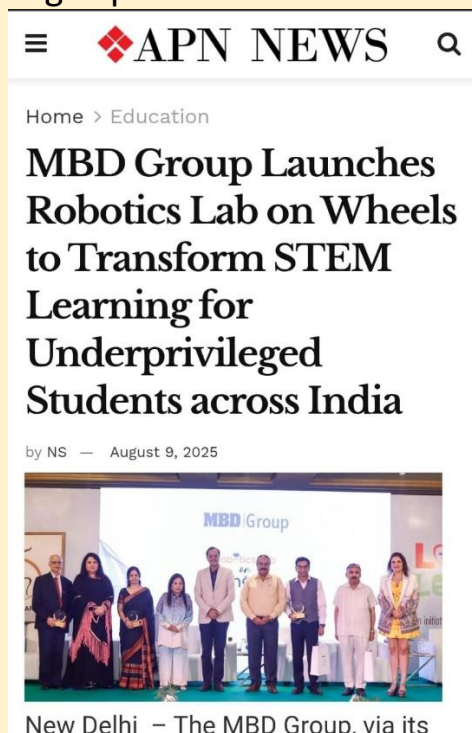 APN NEWS
Home > Education
MBD Group Launches
Robotics Lab on Wheels
to Transform STEM
Learning for
Underprivileged
Students across India
by NS — August 9, 2025
MBD Group
New Delhi – The MBD Group, via its